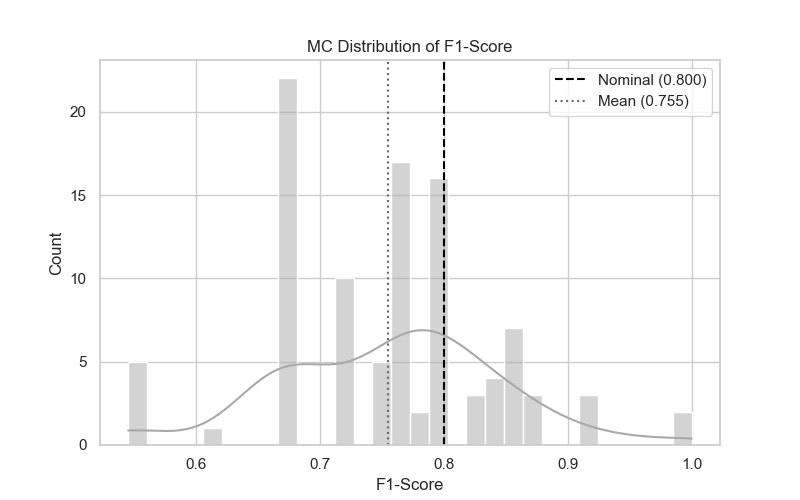 MC Distribution of F1-Score
Nominal (0.800)
Mean (0.755)
Count
20
15
10
5
0
0.6 0.7 0.8 0.9 1.0
F1-Score